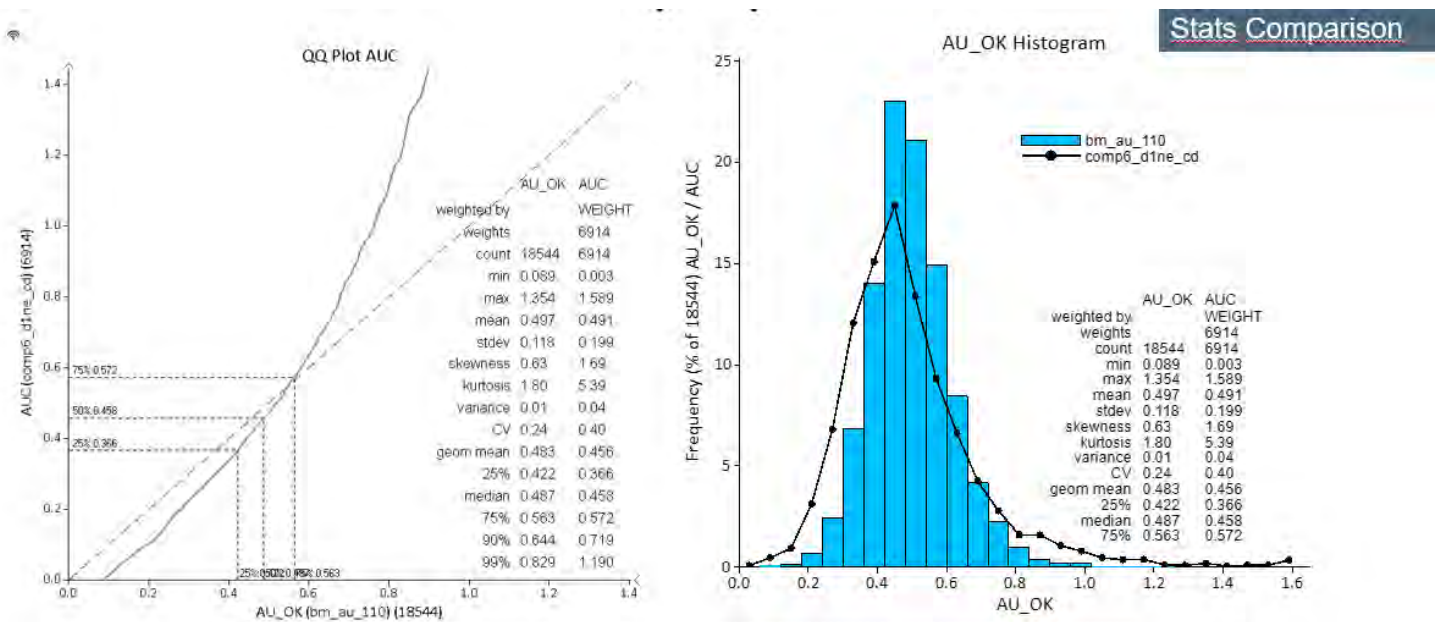 Stats Comparison
QQ Plot AUC
1.4
1.2
1.0
0.8
0.6
0.4
0.2
0.0
AUC (comp6_d1ne_cd) (6914)
75% 0.572
50% 0.458
25% 0.366
AU_OK AUC
weighted by WEIGHT
weights 6914
count 18544 6914
min 0.089 0.003
max 1.354 1.589
mean 0.497 0.491
stdev 0.118 0.199
skewness 0.63 1.69
kurtosis 1.80 5.39
variance 0.01 0.04
CV 0.24 0.40
geom mean 0.483 0.456
25% 0.422 0.366
median 0.487 0.458
75% 0.563 0.572
90% 0.644 0.719
99% 0.829 1.190
0.0 0.2 0.4 0.6 0.8 1.0 1.2 1.4
AU_OK (bm_au_110) (18544)
AU_OK Histogram
25
20
15
10
5
0
Frequency (% of 18544) AU_OK / AUC
bm_au_110
comp6_d1ne_cd
AU_OK AUC
weighted by WEIGHT
weights 6914
count 18544 6914
min 0.089 0.003
max 1.354 1.589
mean 0.497 0.491
stdev 0.118 0.199
skewness 0.63 1.69
kurtosis 1.80 5.39
variance 0.01 0.04
CV 0.24 0.40
geom mean 0.483 0.456
25% 0.422 0.366
median 0.487 0.458
75% 0.563 0.572
0.0 0.2 0.4 0.6 0.8 1.0 1.2 1.4 1.6
AU_OK